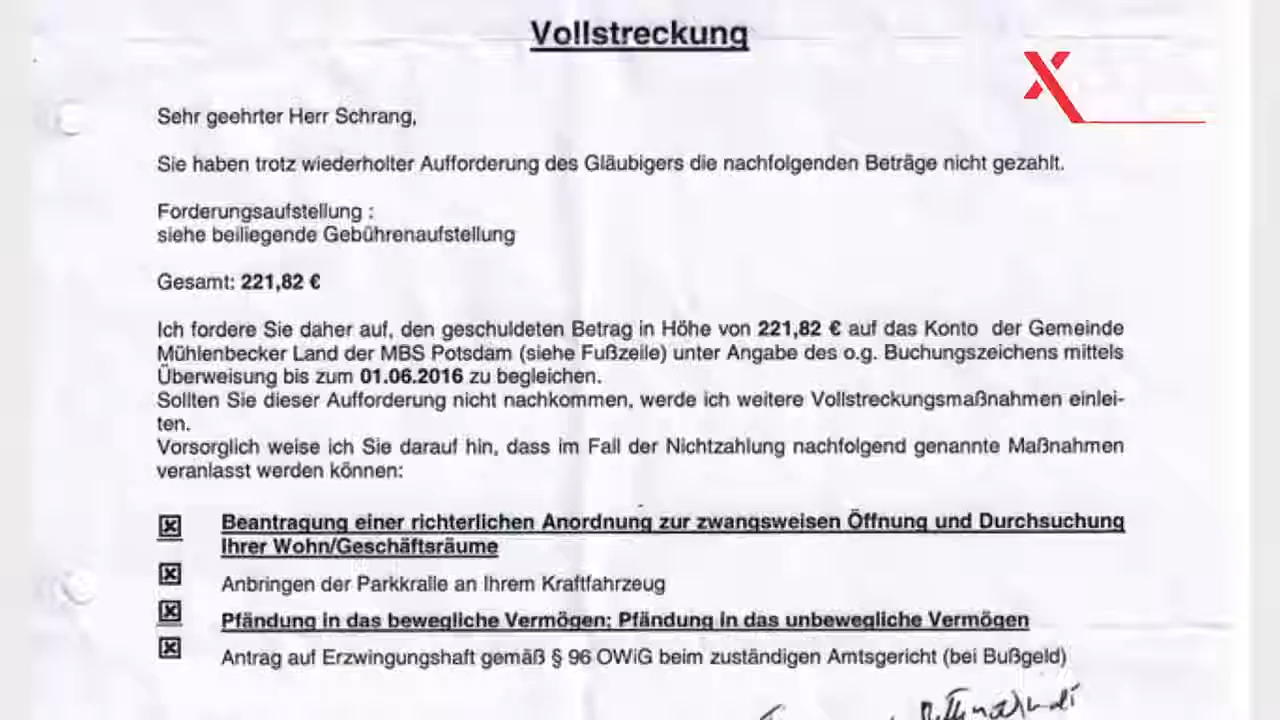 Vollstreckung
Sehr geehrter Herr Schrang,
Sie haben trotz wiederholter Aufforderung des Gläubigers die nachfolgenden Beträge nicht gezahlt.
Forderungsaufstellung :
siehe beiliegende Gebührenaufstellung
Gesamt: 221,82 €
Ich fordere Sie daher auf, den geschuldeten Betrag in Höhe von 221,82 € auf das Konto der Gemeinde
Mühlenbecker Land der MBS Potsdam (siehe Fußzeile) unter Angabe des o.g. Buchungszeichens mittels
Überweisung bis zum 01.06.2016 zu begleichen.
Sollten Sie dieser Aufforderung nicht nachkommen, werde ich weitere Vollstreckungsmaßnahmen einlei-
ten.
Vorsorglich weise ich Sie darauf hin, dass im Fall der Nichtzahlung nachfolgend genannte Maßnahmen
veranlasst werden können:
Beantragung einer richterlichen Anordnung zur zwangsweisen Öffnung und Durchsuchung
Ihrer Wohn/Geschäftsräume
Anbringen der Parkkralle an Ihrem Kraftfahrzeug
Pfändung in das bewegliche Vermögen; Pfändung in das unbewegliche Vermögen
Antrag auf Erzwingungshaft gemäß § 96 OWiG beim zuständigen Amtsgericht (bei Bußgeld)